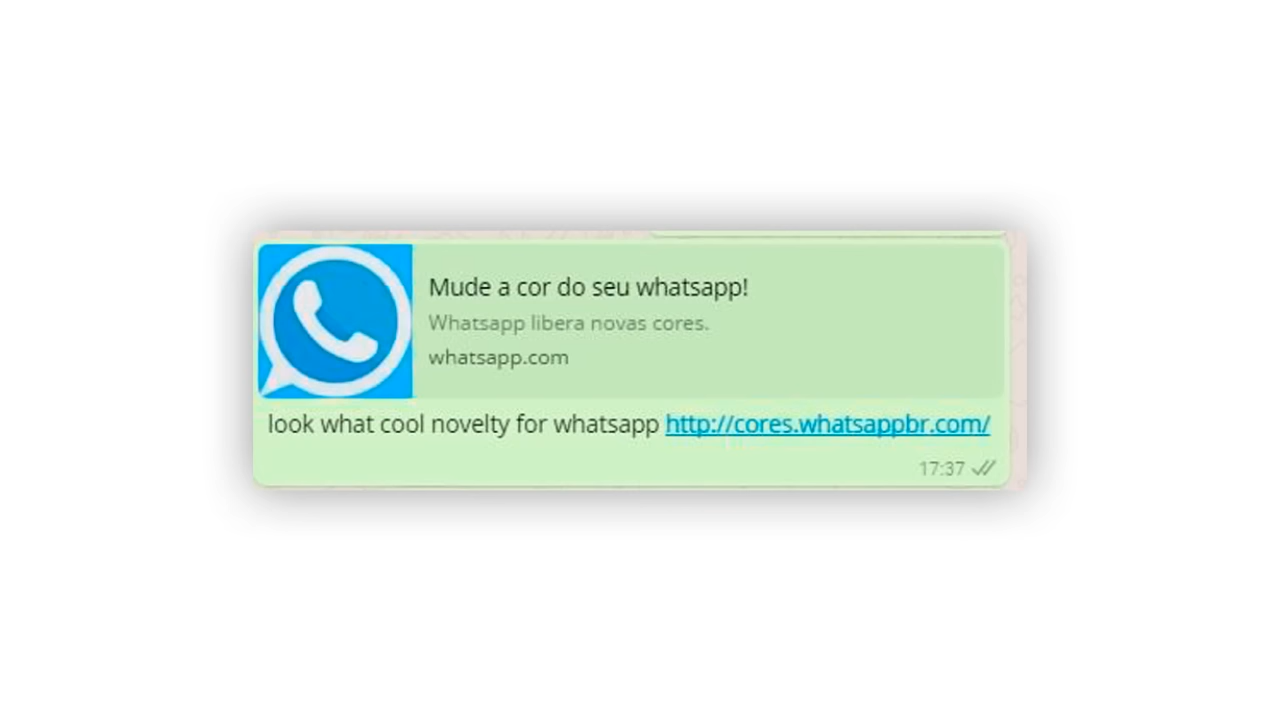 Mude a cor do seu whatsapp!
Whatsapp libera novas cores.
whatsapp.com
look what cool novelty for whatsapp http://cores.whatsappbr.com/
17:37